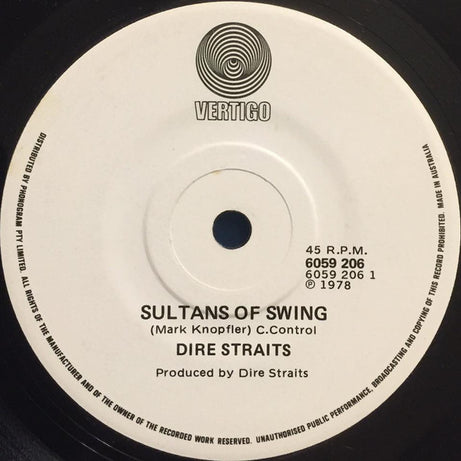 VERTIGO
45 R.P.M.
6059 206
6059 206 1
℗ 1978
SULTANS OF SWING
(Mark Knopfler) C.Control
DIRE STRAITS
Produced by Dire Straits
DISTRIBUTED BY PHONOGRAM PTY LIMITED. ALL RIGHTS OF THE MANUFACTURER AND OF THE OWNER OF THE RECORDED WORK RESERVED. UNAUTHORISED PUBLIC PERFORMANCE, BROADCASTING AND COPYING OF THIS RECORD PROHIBITED. MADE IN AUSTRALIA